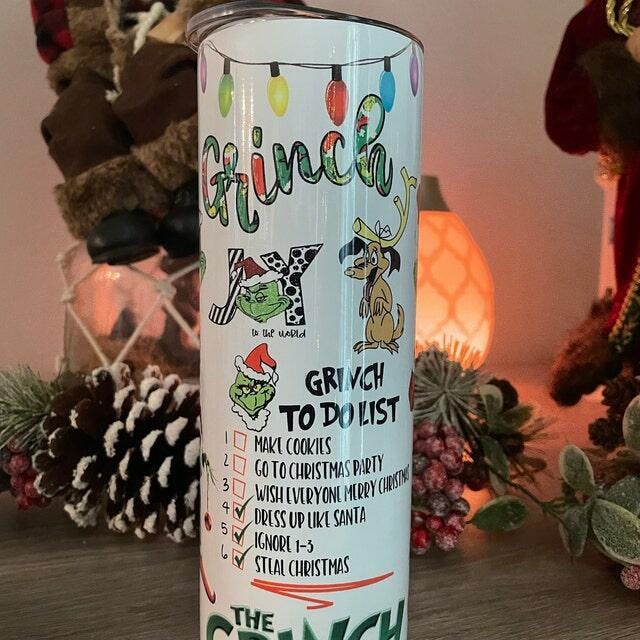 Grinch
JOY
to the WORLD
GRINCH
TO DO LIST
1 MAKE COOKIES
2 GO TO CHRISTMAS PARTY
3 WISH EVERYONE MERRY CHRISTMAS
4 DRESS UP LIKE SANTA
5 IGNORE 1-3
6 STEAL CHRISTMAS
THE
GRINCH